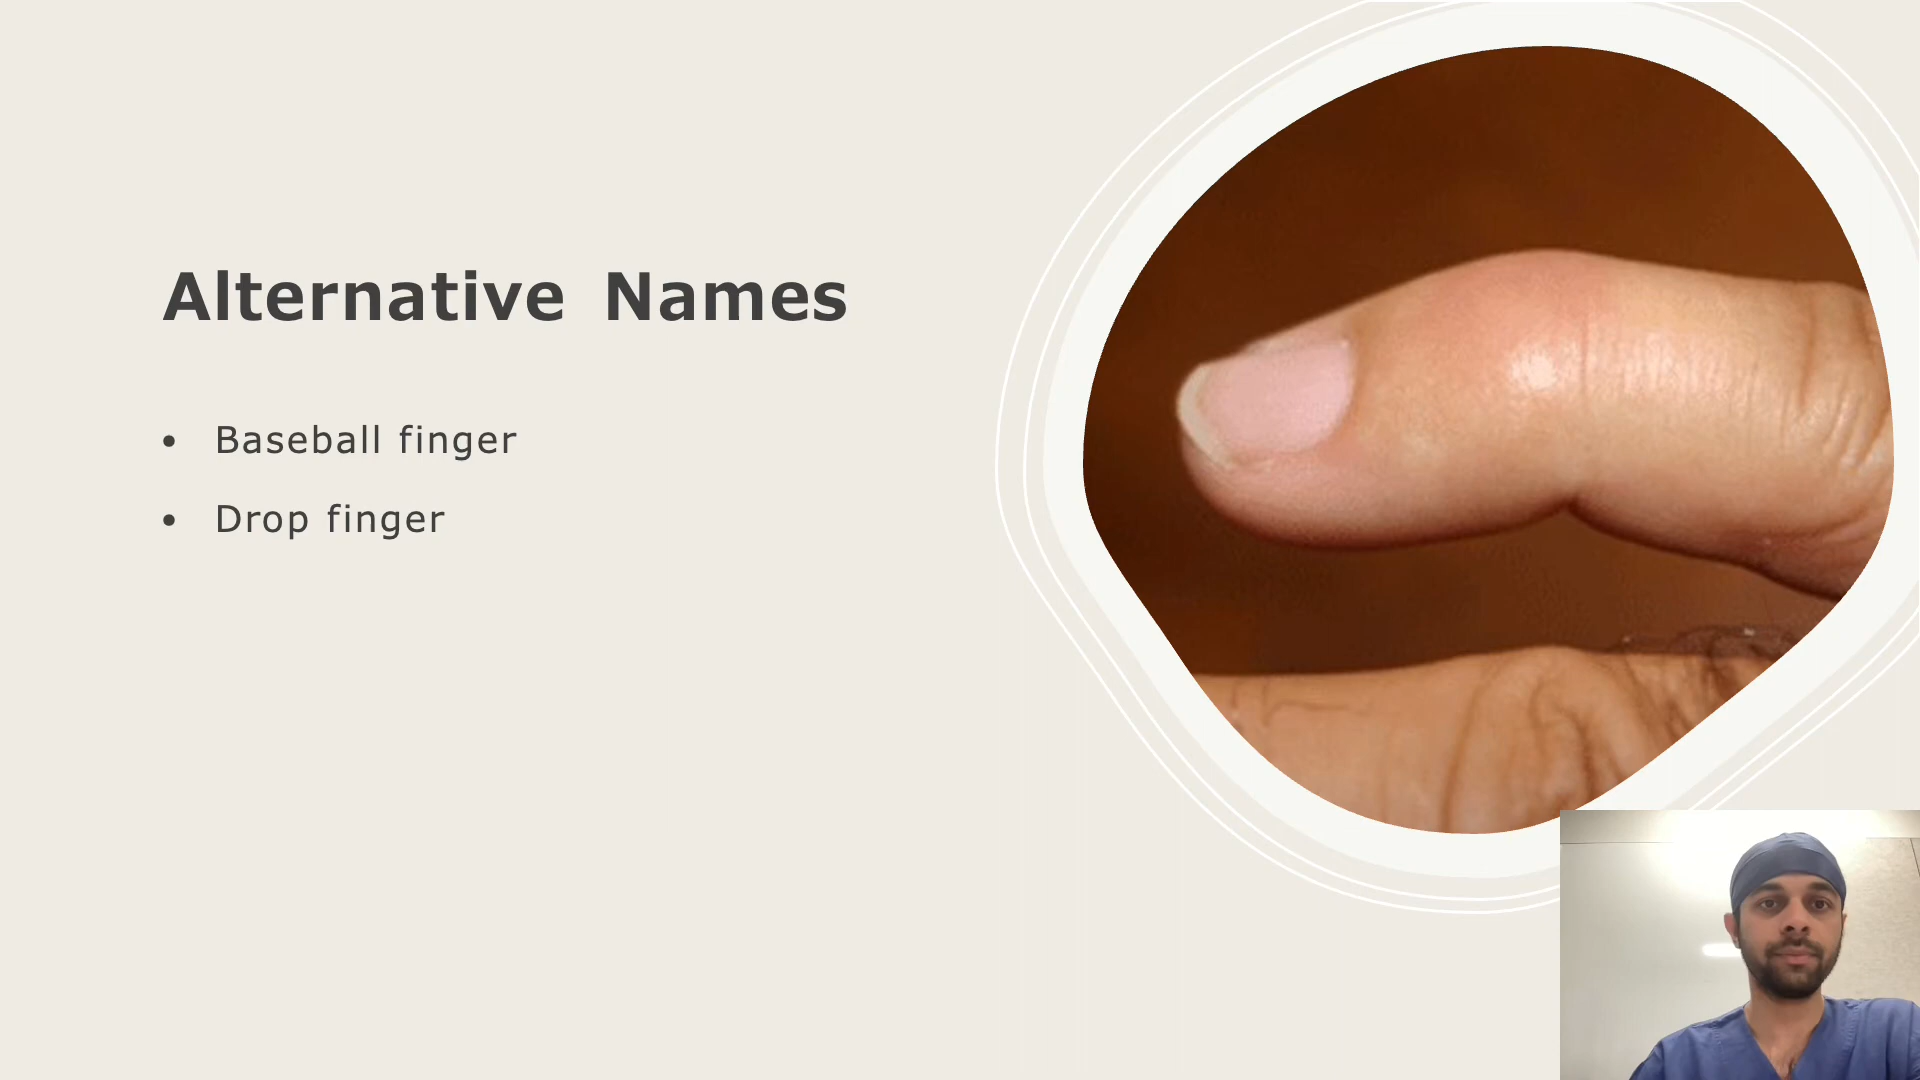 Alternative Names
• Baseball finger
• Drop finger